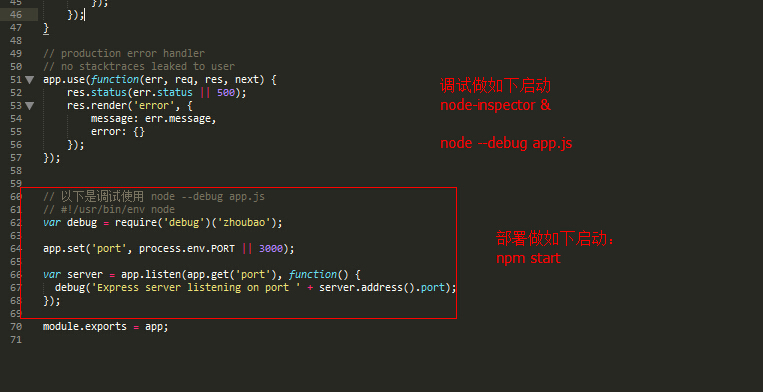 45            });
46        });
47    }
48
49    // production error handler
50    // no stacktraces leaked to user
51    app.use(function(err, req, res, next) {
52        res.status(err.status || 500);
53        res.render('error', {
54            message: err.message,
55            error: {}
56        });
57    });
58
59
60    // 以下是调试使用 node --debug app.js
61    // #!/usr/bin/env node
62    var debug = require('debug')('zhoubao');
63
64    app.set('port', process.env.PORT || 3000);
65
66    var server = app.listen(app.get('port'), function() {
67      debug('Express server listening on port ' + server.address().port);
68    });
69
70    module.exports = app;
71
调试做如下启动
node-inspector &
node --debug app.js
部署做如下启动：
npm start